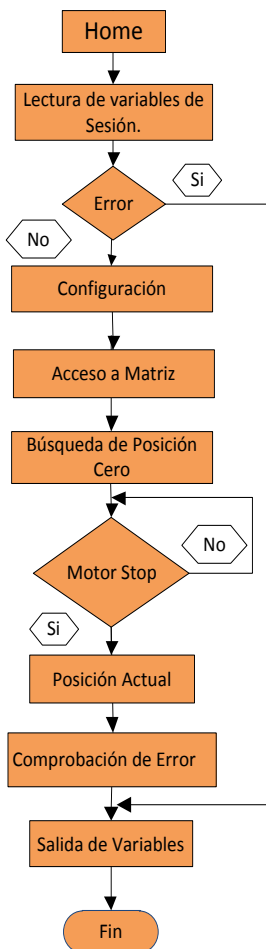 Home
Lectura de variables de
Sesión.
Error
Si
No
Configuración
Acceso a Matriz
Búsqueda de Posición
Cero
Motor Stop
No
Si
Posición Actual
Comprobación de Error
Salida de Variables
Fin